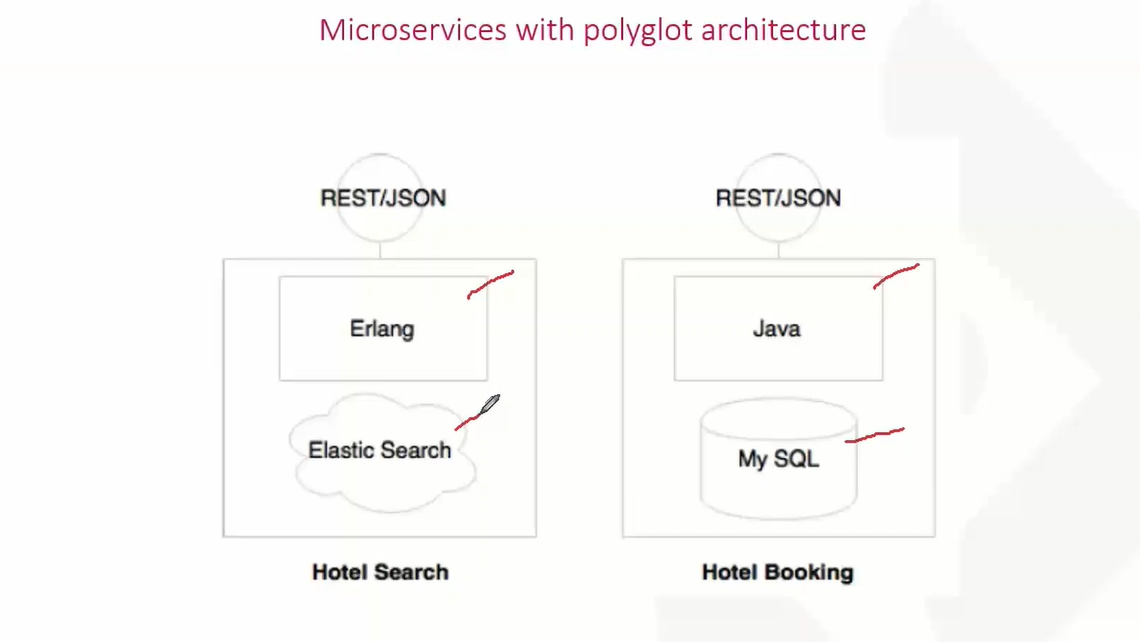 Microservices with polyglot architecture
REST/JSON
REST/JSON
Erlang
Java
Elastic Search
My SQL
Hotel Search
Hotel Booking